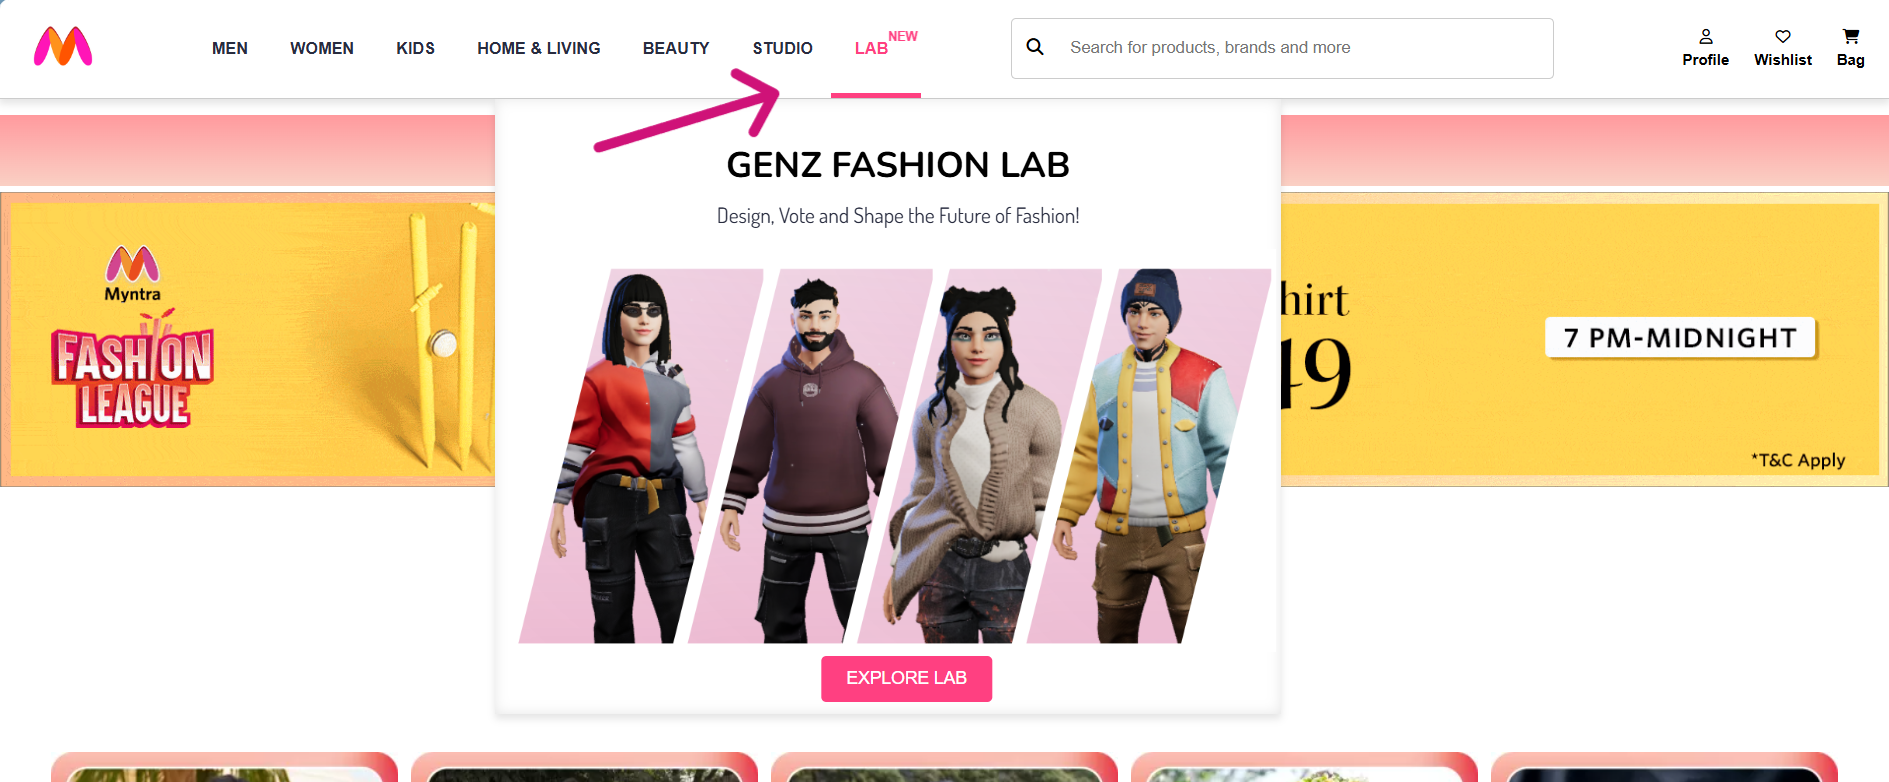 MEN WOMEN KIDS HOME & LIVING BEAUTY STUDIO LAB NEW
Search for products, brands and more
Profile Wishlist Bag
GENZ FASHION LAB
Design, Vote and Shape the Future of Fashion!
Myntra
FASHION
LEAGUE
hirt
49
7 PM-MIDNIGHT
*T&C Apply
EXPLORE LAB